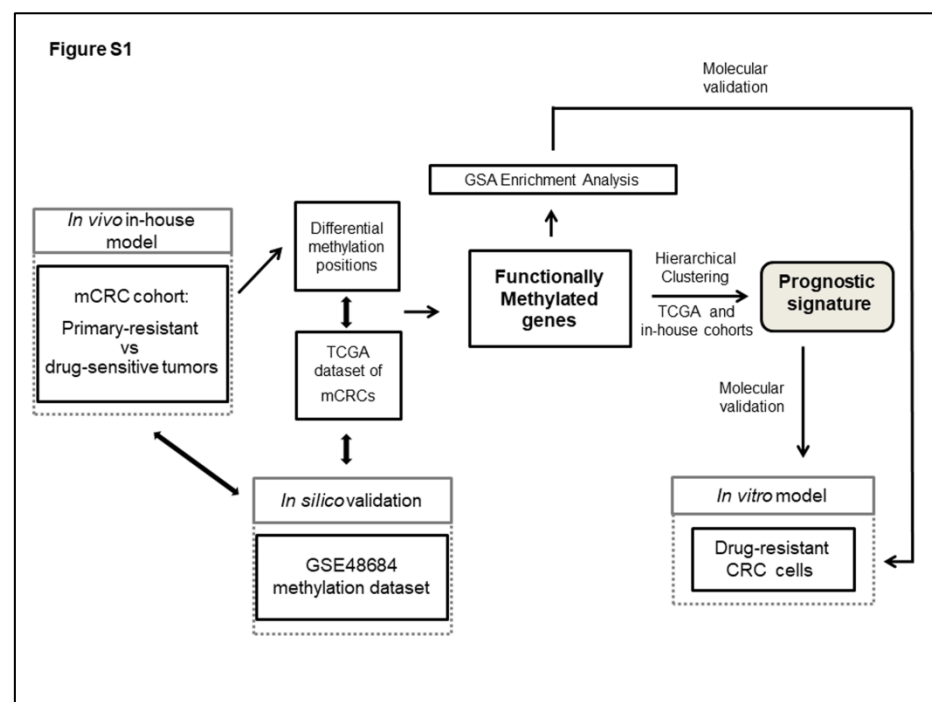 Figure S1
Molecular
validation
GSA Enrichment Analysis
In vivo in-house
model
mCRC cohort:
Primary-resistant
vs
drug-sensitive tumors
Differential
methylation
positions
TCGA
dataset of
mCRCs
Functionally
Methylated
genes
Hierarchical
Clustering
TCGA and
in-house cohorts
Prognostic
signature
Molecular
validation
In silico validation
GSE48684
methylation dataset
In vitro model
Drug-resistant
CRC cells